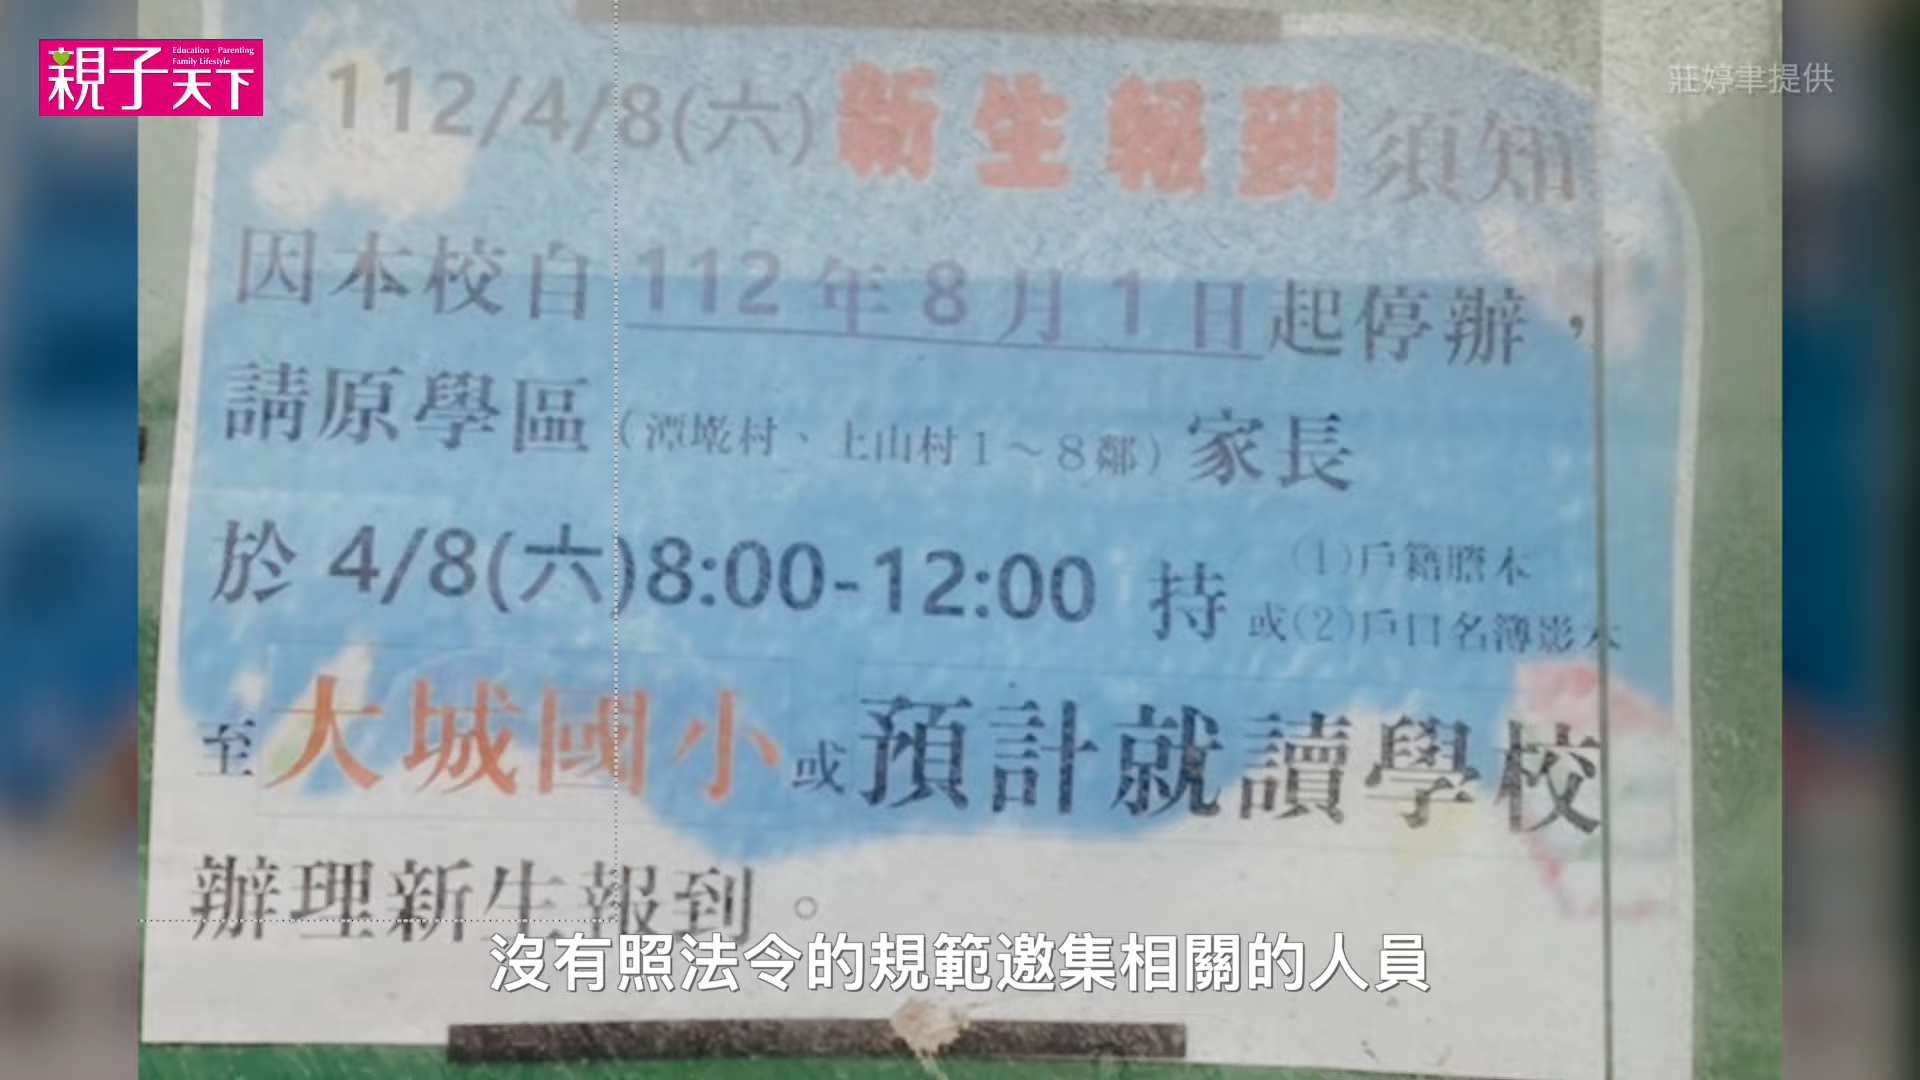 親子天下
Education · Parenting
Family Lifestyle
莊婷聿提供
112/4/8(六)新生報到須知
因本校自 112 年 8 月 1 日起停辦，
請原學區（潭墘村、上山村1～8鄰）家長
於 4/8(六)8:00-12:00 持 (1)戶籍謄本
或(2)戶口名簿影本
至大城國小或預計就讀學校
辦理新生報到。
沒有照法令的規範邀集相關的人員